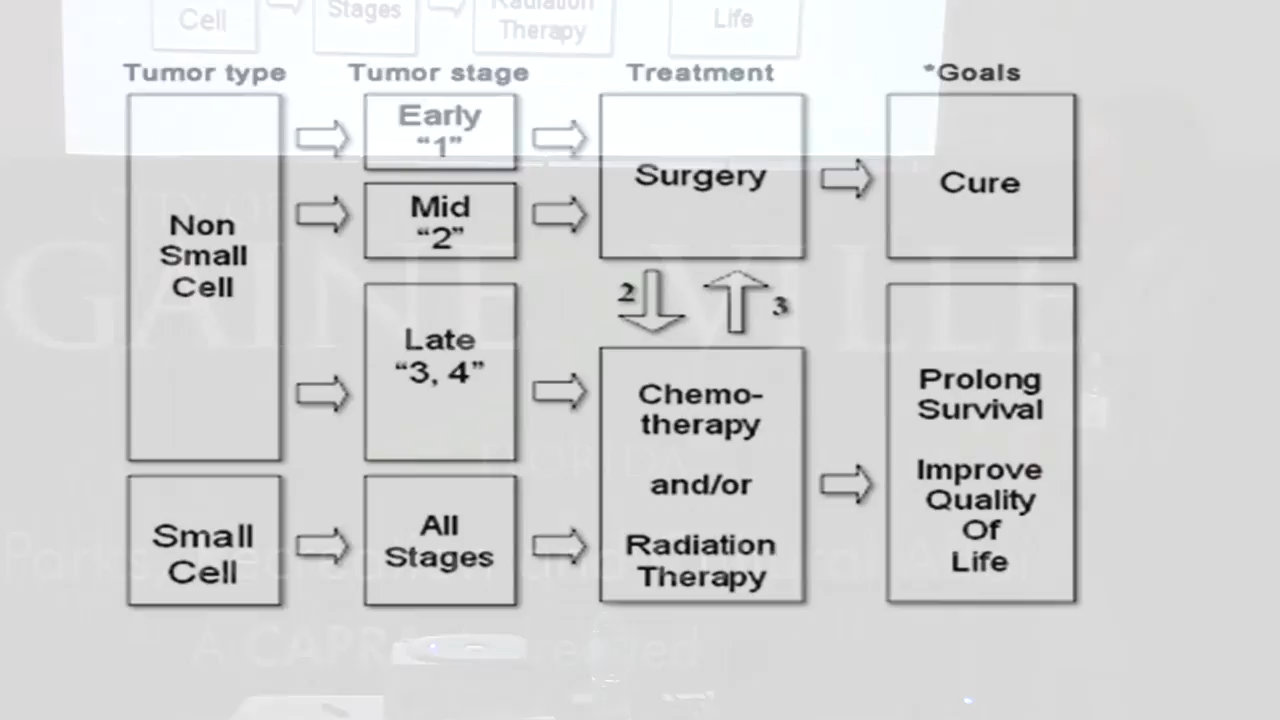 Cell
Stages
Radiation
Therapy
Life
Tumor type
Tumor stage
Treatment
*Goals
Non
Small
Cell
Early
“1”
Mid
“2”
Late
“3, 4”
Surgery
Cure
2
3
Chemo-
therapy
and/or
Radiation
Therapy
Prolong
Survival
Improve
Quality
Of
Life
Small
Cell
All
Stages